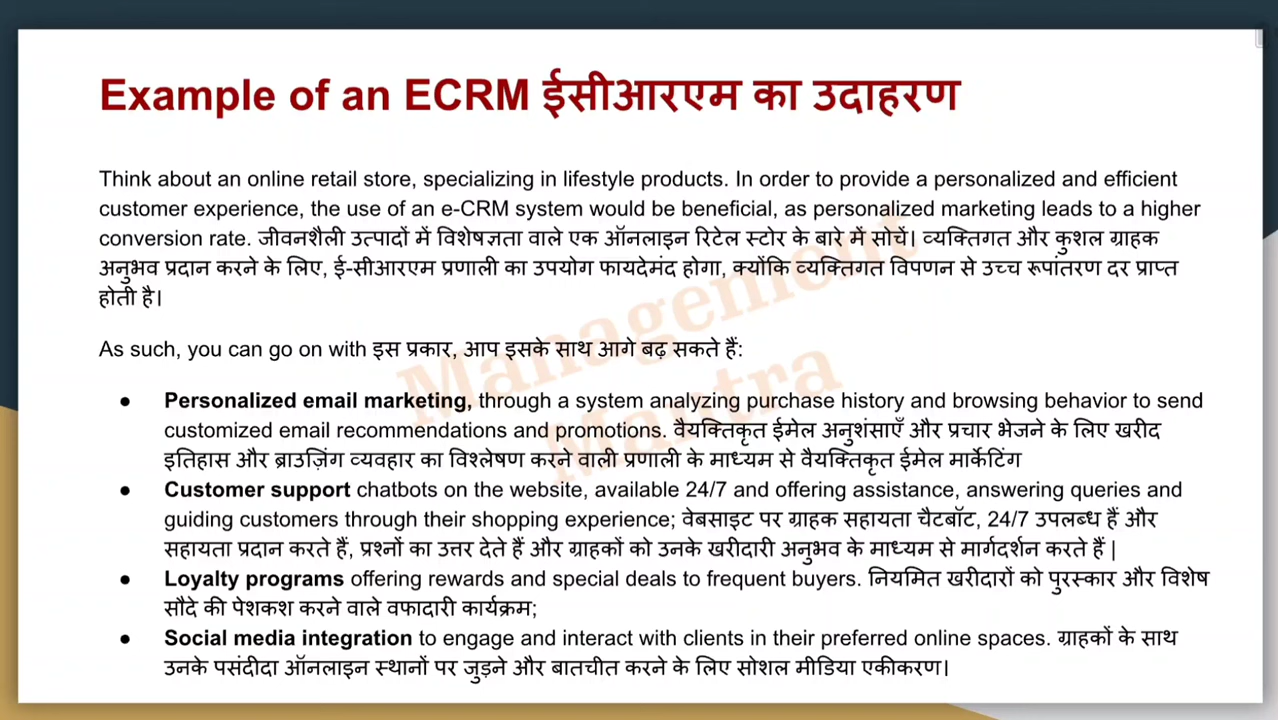 Example of an ECRM ईसीआरएम का उदाहरण
Think about an online retail store, specializing in lifestyle products. In order to provide a personalized and efficient
customer experience, the use of an e-CRM system would be beneficial, as personalized marketing leads to a higher
conversion rate. जीवनशैली उत्पादों में विशेषज्ञता वाले एक ऑनलाइन रिटेल स्टोर के बारे में सोचें। व्यक्तिगत और कुशल ग्राहक
अनुभव प्रदान करने के लिए, ई-सीआरएम प्रणाली का उपयोग फायदेमंद होगा, क्योंकि व्यक्तिगत विपणन से उच्च रूपांतरण दर प्राप्त
होती है।
As such, you can go on with इस प्रकार, आप इसके साथ आगे बढ़ सकते हैं:
● Personalized email marketing, through a system analyzing purchase history and browsing behavior to send
customized email recommendations and promotions. वैयक्तिकृत ईमेल अनुशंसाएँ और प्रचार भेजने के लिए खरीद
इतिहास और ब्राउज़िंग व्यवहार का विश्लेषण करने वाली प्रणाली के माध्यम से वैयक्तिकृत ईमेल मार्केटिंग
● Customer support chatbots on the website, available 24/7 and offering assistance, answering queries and
guiding customers through their shopping experience; वेबसाइट पर ग्राहक सहायता चैटबॉट, 24/7 उपलब्ध हैं और
सहायता प्रदान करते हैं, प्रश्नों का उत्तर देते हैं और ग्राहकों को उनके खरीदारी अनुभव के माध्यम से मार्गदर्शन करते हैं |
● Loyalty programs offering rewards and special deals to frequent buyers. नियमित खरीदारों को पुरस्कार और विशेष
सौदे की पेशकश करने वाले वफादारी कार्यक्रम;
● Social media integration to engage and interact with clients in their preferred online spaces. ग्राहकों के साथ
उनके पसंदीदा ऑनलाइन स्थानों पर जुड़ने और बातचीत करने के लिए सोशल मीडिया एकीकरण।
Management
Mantra